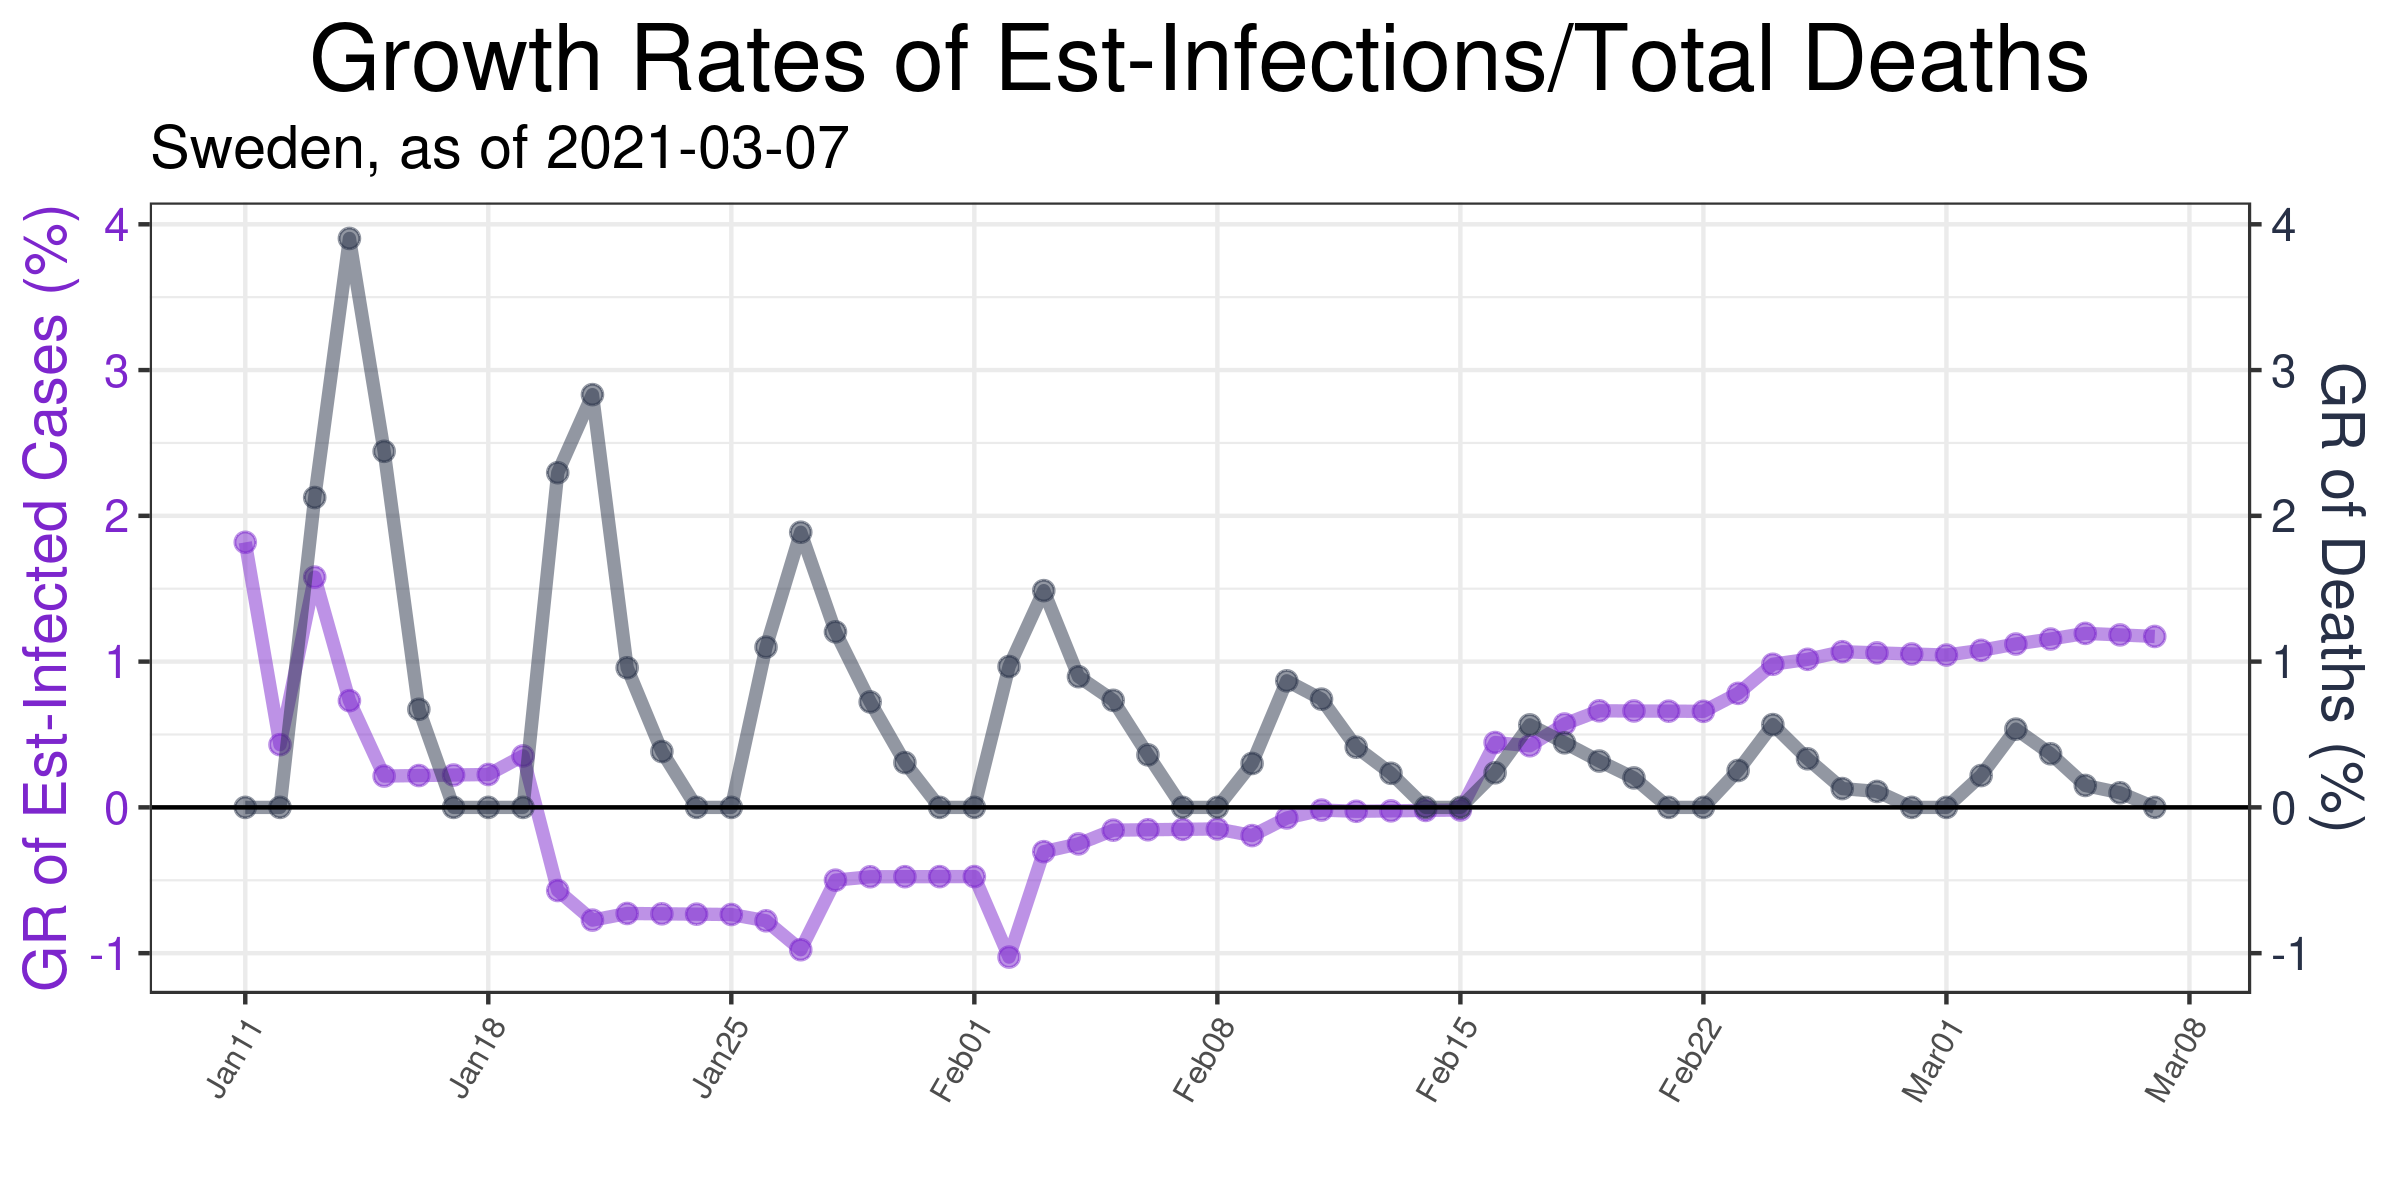 Growth Rates of Est-Infections/Total Deaths
Sweden, as of 2021-03-07
GR of Est-Infected Cases (%)
4
3
2
1
0
-1
4
3
2
1
0
-1
GR of Deaths (%)
Jan11
Jan18
Jan25
Feb01
Feb08
Feb15
Feb22
Mar01
Mar08